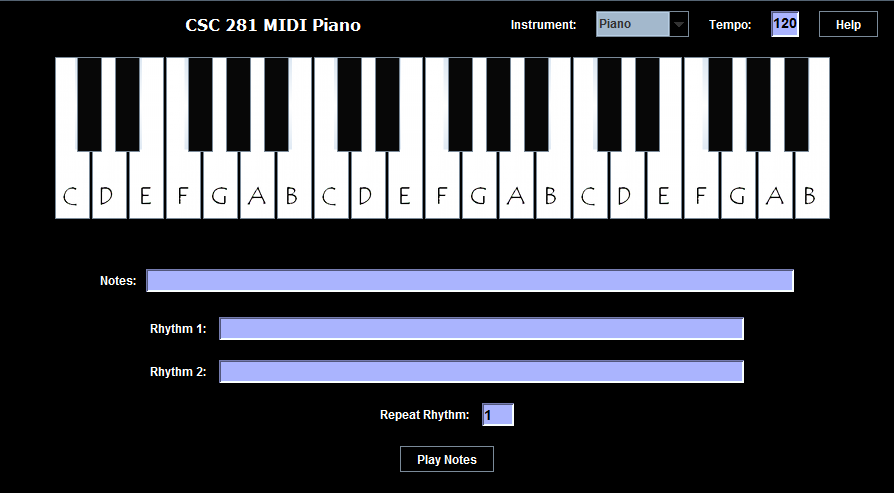 CSC 281 MIDI Piano Instrument: Piano Tempo: 120 Help
C D E F G A B C D E F G A B C D E F G A B
Notes:
Rhythm 1:
Rhythm 2:
Repeat Rhythm: 1
Play Notes